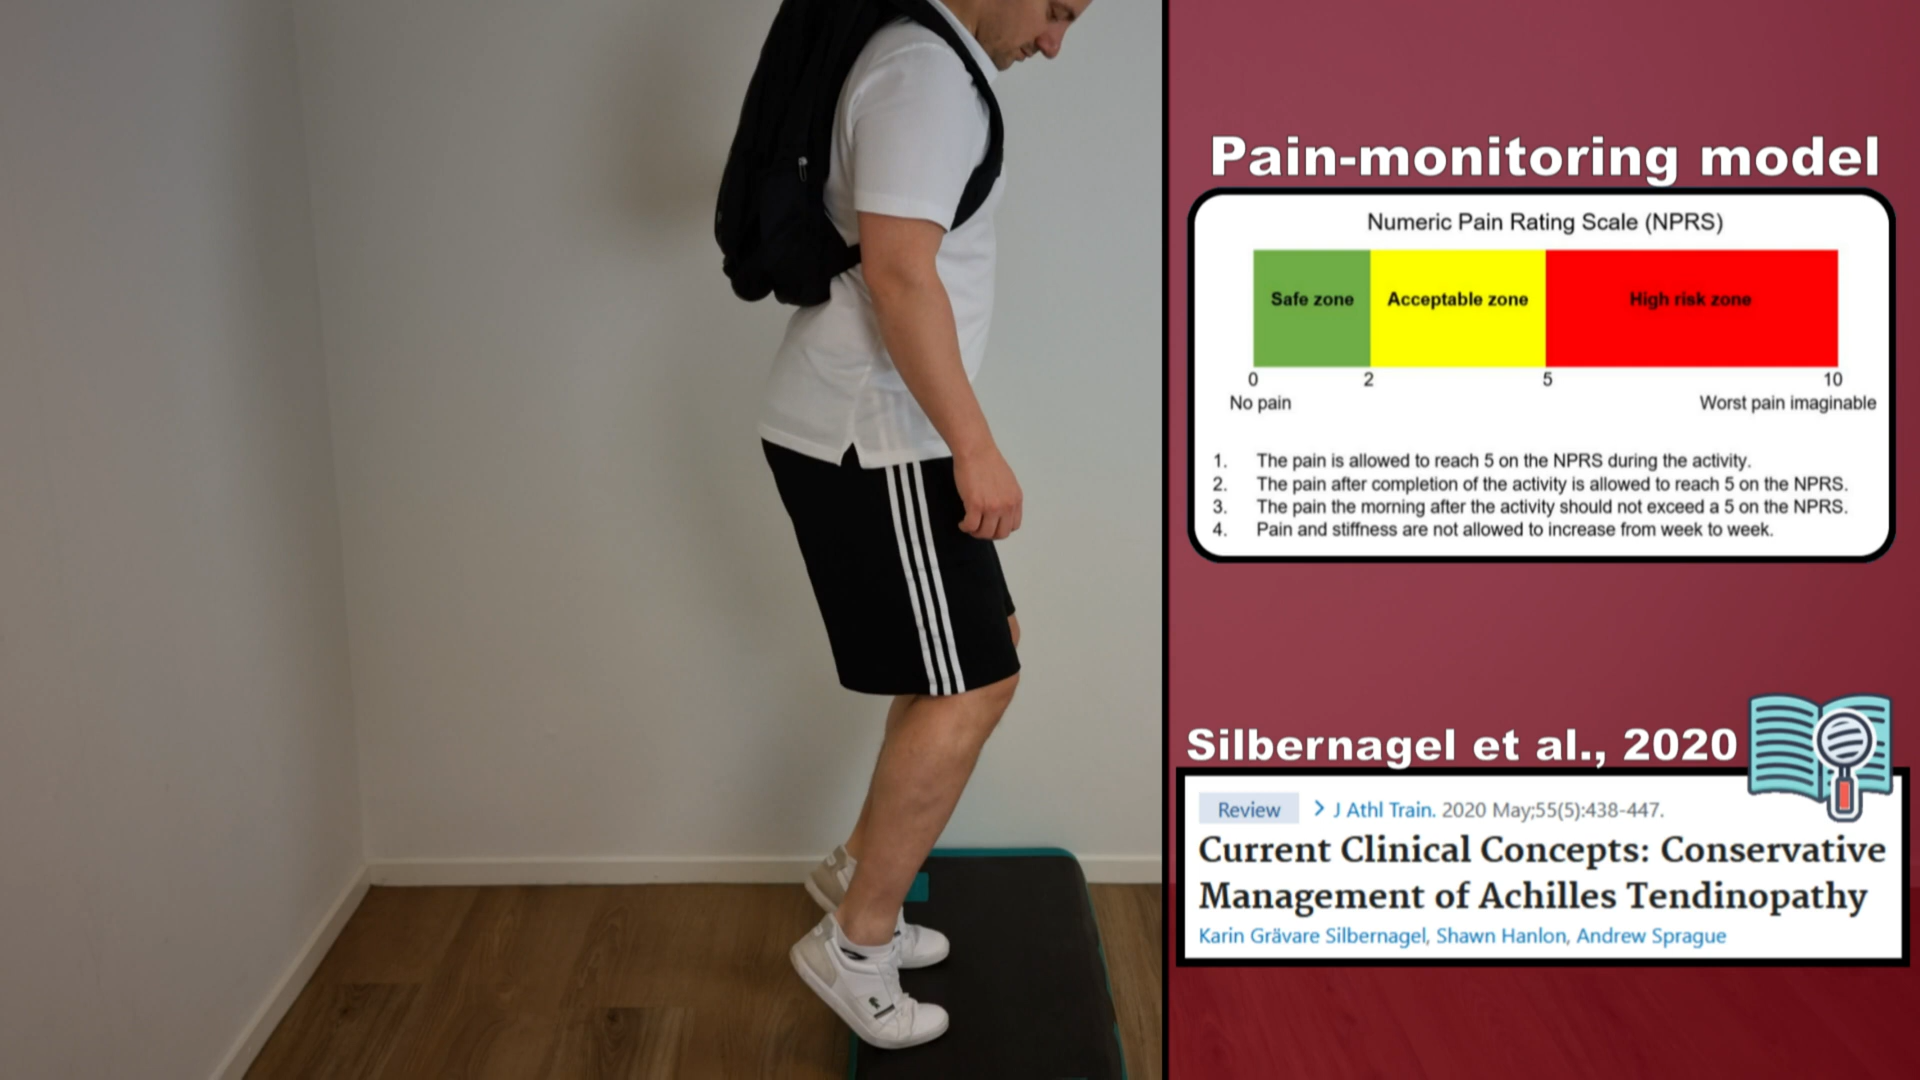 Pain-monitoring model
Numeric Pain Rating Scale (NPRS)
Safe zone
Acceptable zone
High risk zone
0
2
5
10
No pain
Worst pain imaginable
1. The pain is allowed to reach 5 on the NPRS during the activity.
2. The pain after completion of the activity is allowed to reach 5 on the NPRS.
3. The pain the morning after the activity should not exceed a 5 on the NPRS.
4. Pain and stiffness are not allowed to increase from week to week.
Silbernagel et al., 2020
Review > J Athl Train. 2020 May;55(5):438-447.
Current Clinical Concepts: Conservative
Management of Achilles Tendinopathy
Karin Grävare Silbernagel, Shawn Hanlon, Andrew Sprague